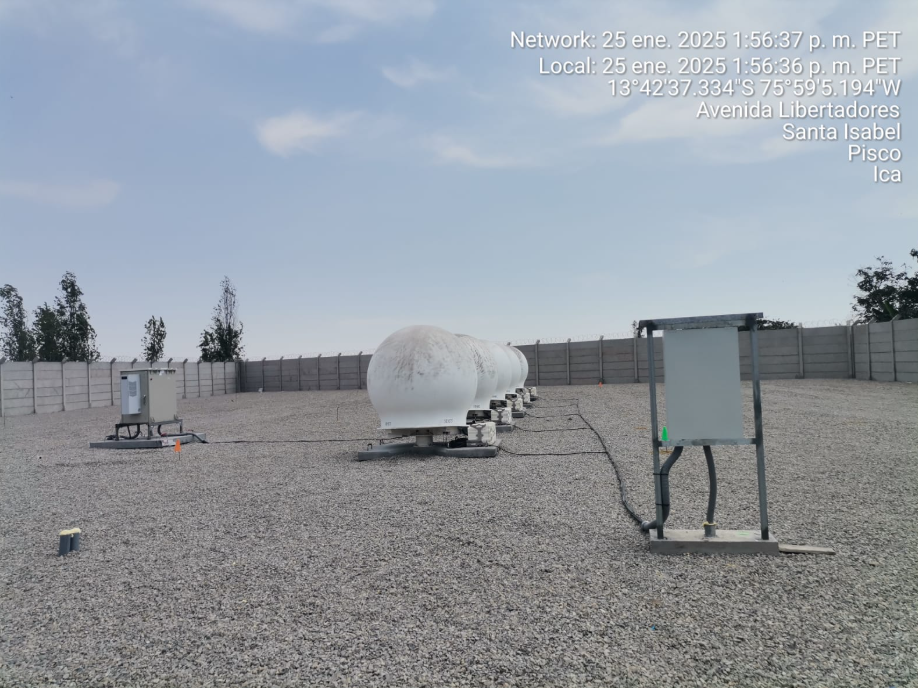 Network: 25 ene. 2025 1:56:37 p. m. PET
Local: 25 ene. 2025 1:56:36 p. m. PET
13°42'37.334"S 75°59'5.194"W
Avenida Libertadores
Santa Isabel
Pisco
Ica